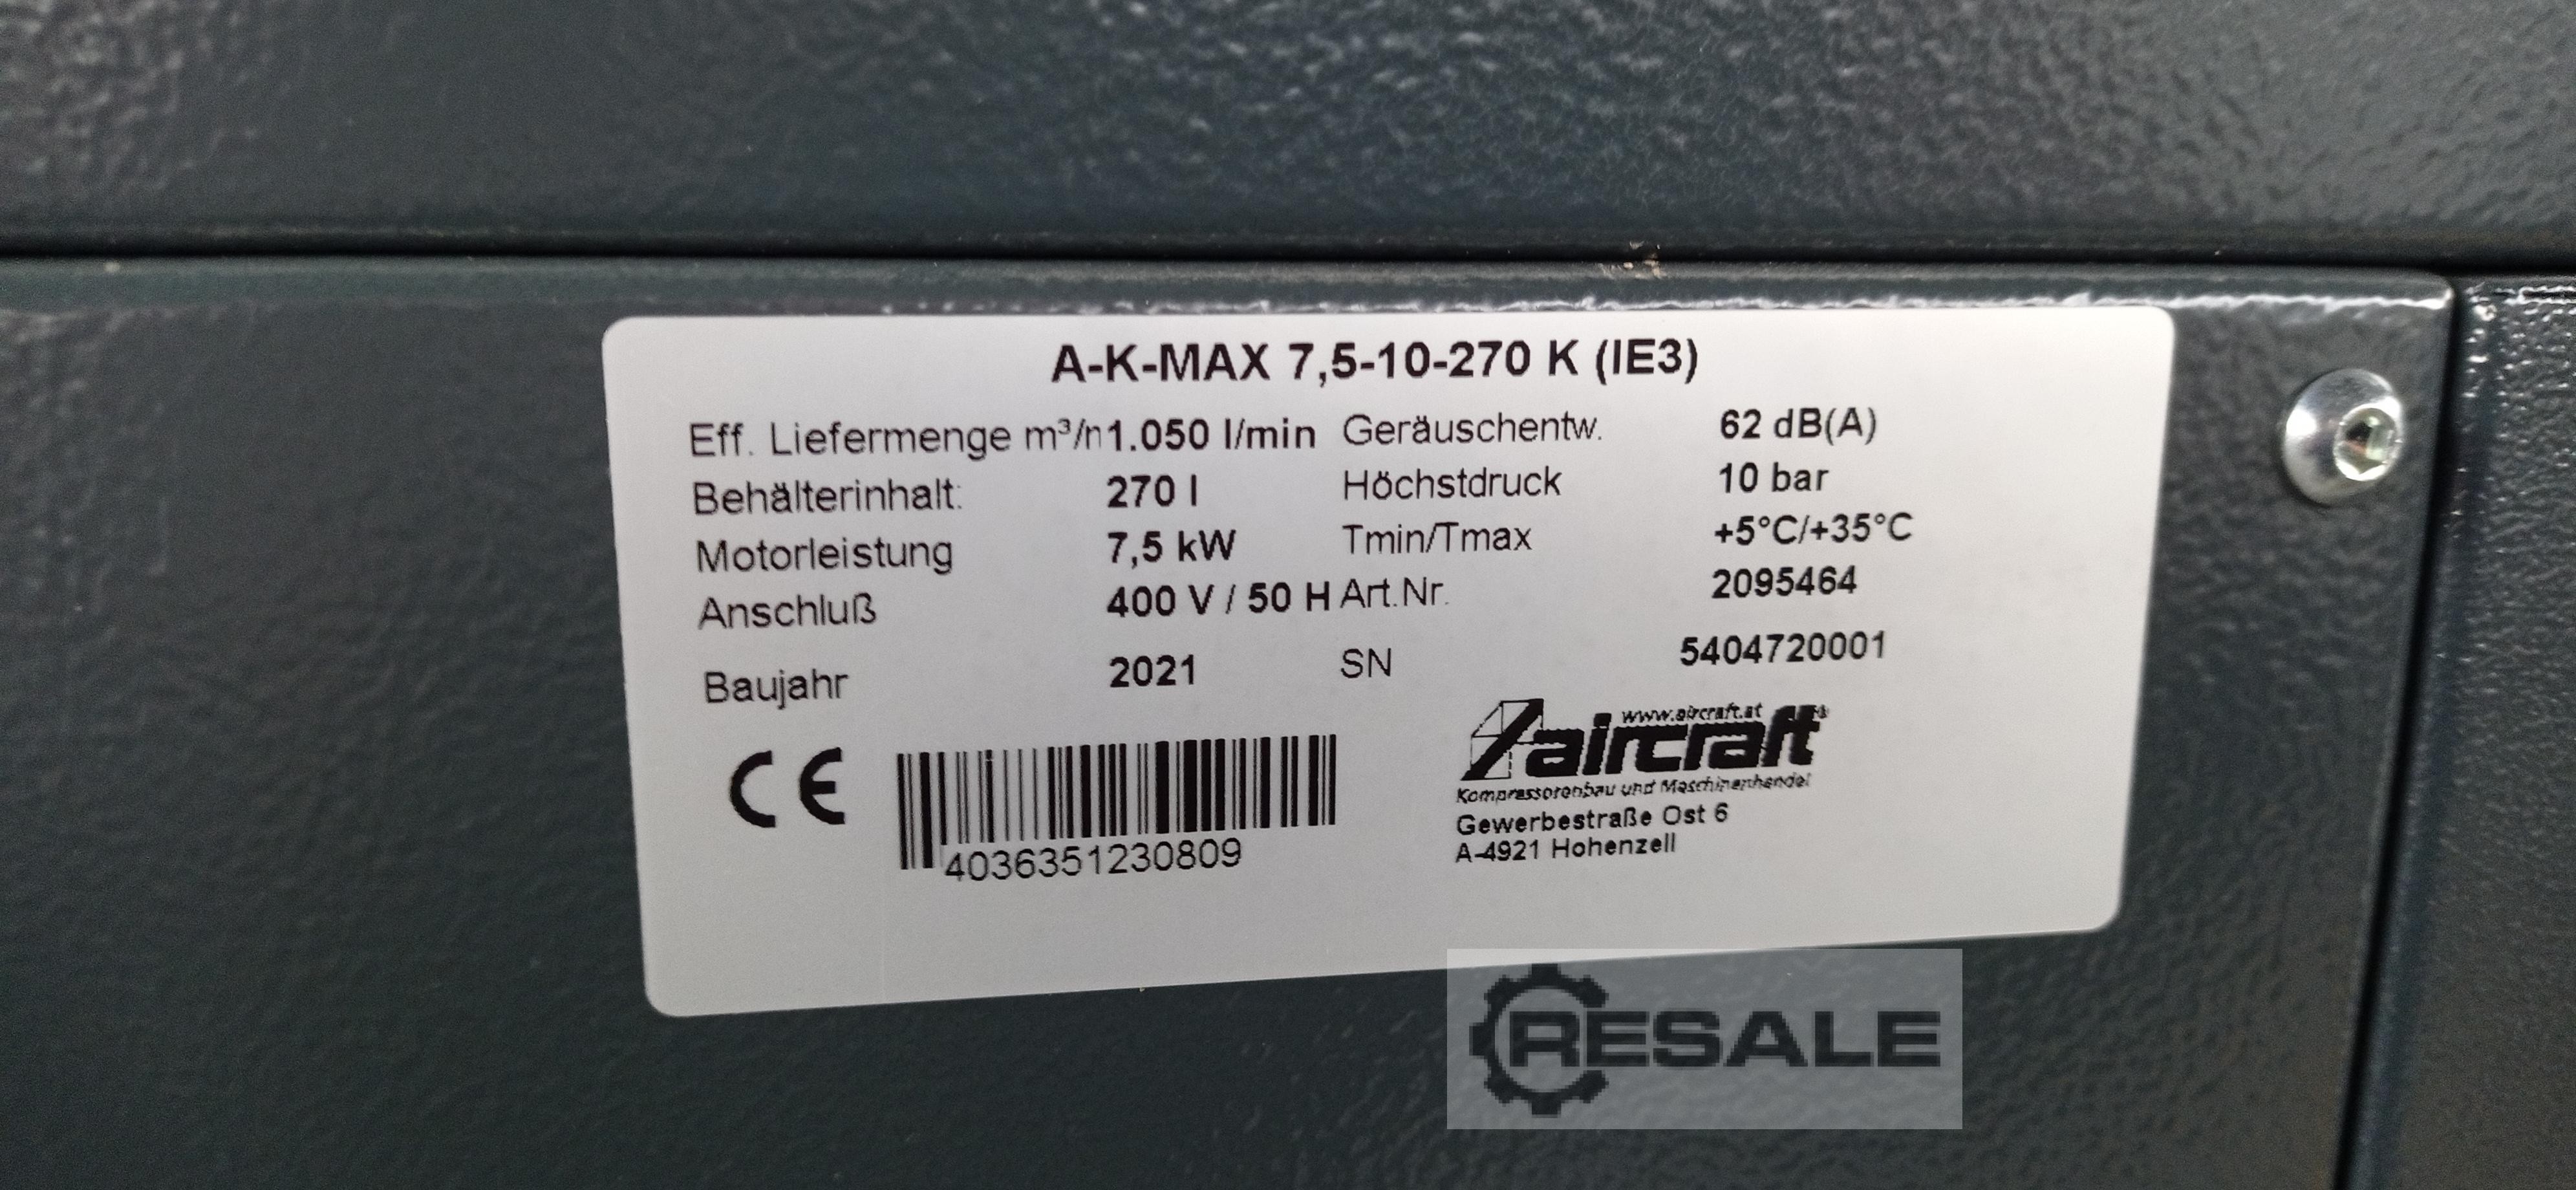 A-K-MAX 7,5-10-270 K (IE3)
Eff. Liefermenge m³/n 1.050 l/min Geräuschentw. 62 dB(A)
Behälterinhalt: 270 l Höchstdruck 10 bar
Motorleistung 7,5 kW Tmin/Tmax +5°C/+35°C
Anschluß 400 V / 50 H Art.Nr. 2095464
Baujahr 2021 SN 5404720001
CE
4036351230809
www.aircraft.at
aircraft®
Kompressorenbau und Maschinenhandel
Gewerbestraße Ost 6
A-4921 Hohenzell
RESALE